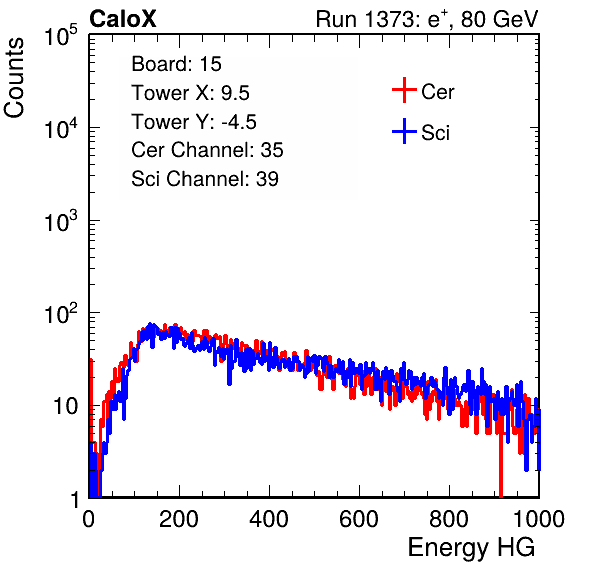 CaloX Run 1373: e⁺, 80 GeV
Counts
10⁵
10⁴
10³
10²
10
1
Board: 15
Tower X: 9.5
Tower Y: -4.5
Cer Channel: 35
Sci Channel: 39
Cer
Sci
0 200 400 600 800 1000
Energy HG